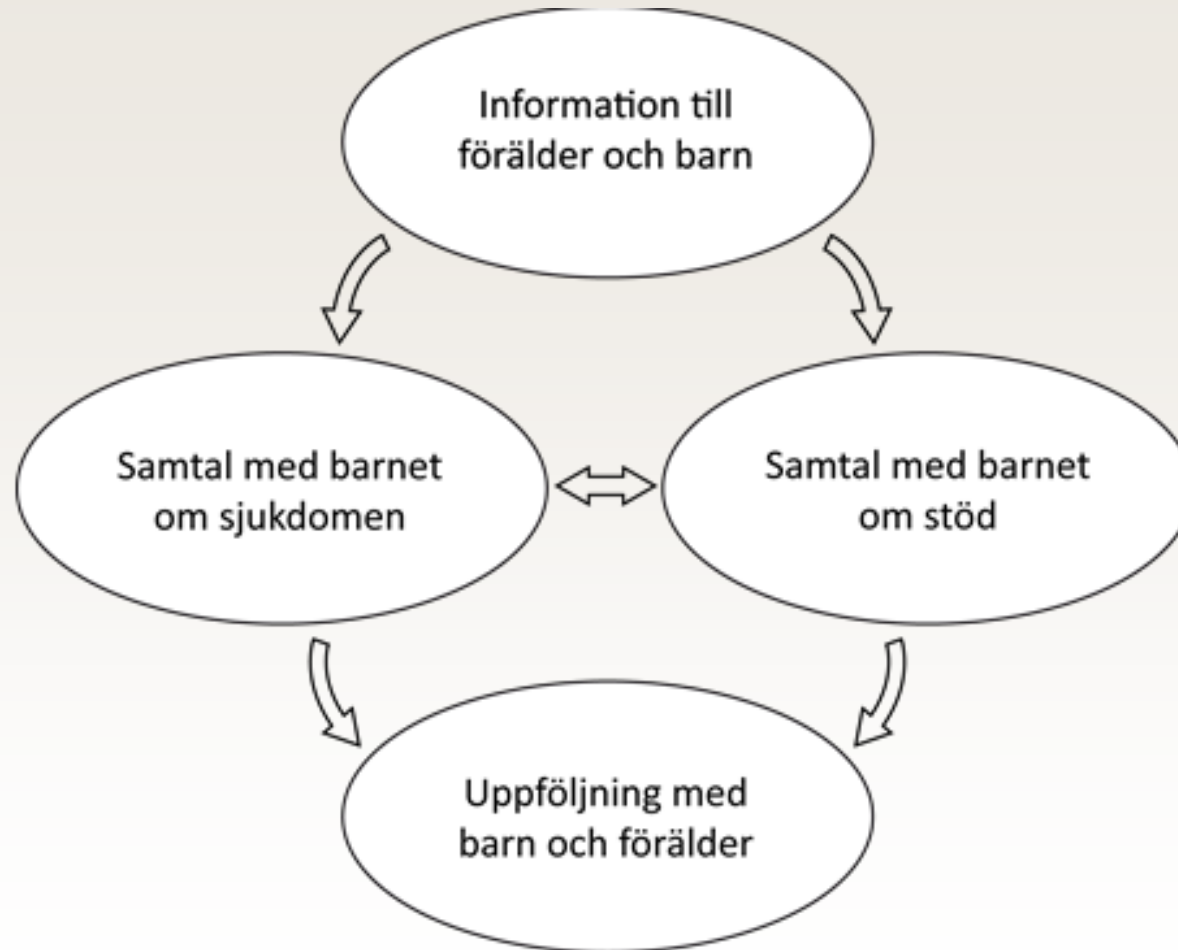 Information till
förälder och barn
Samtal med barnet
om sjukdomen
Samtal med barnet
om stöd
Uppföljning med
barn och förälder